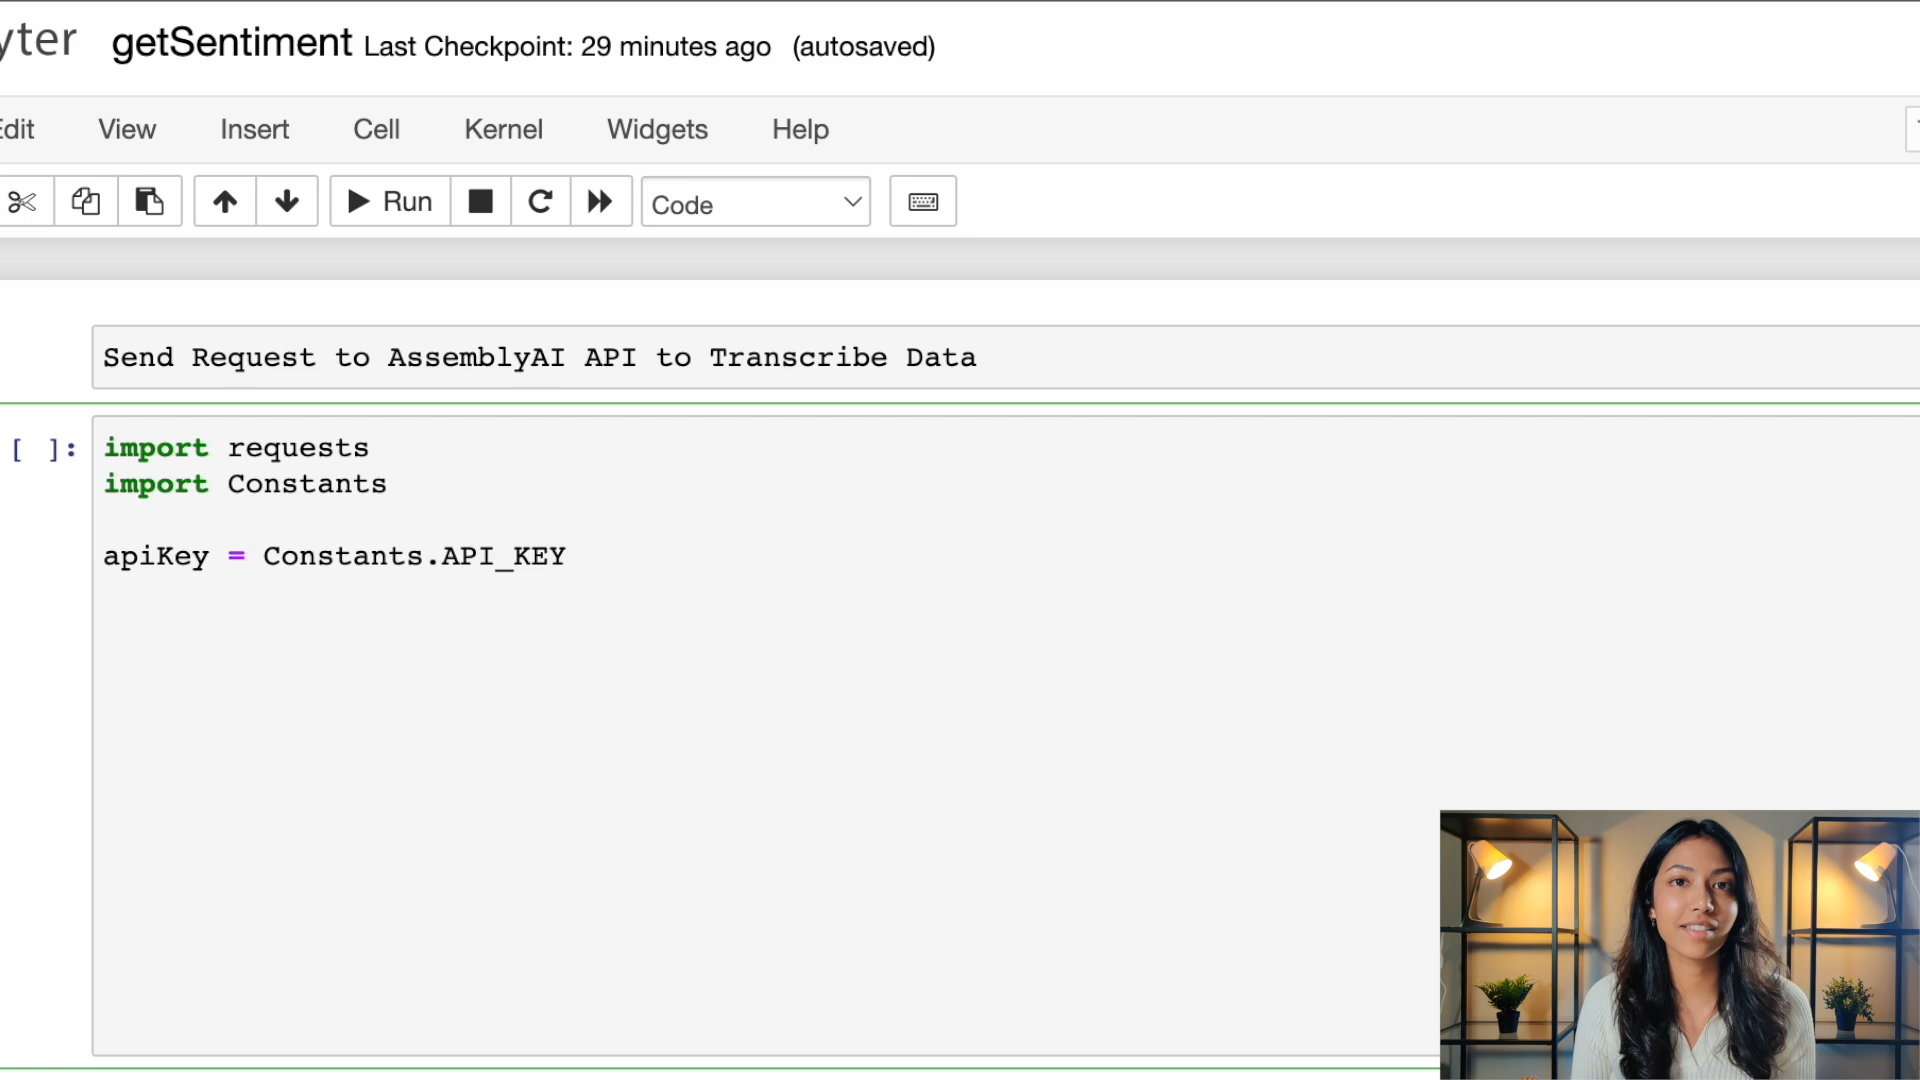 yter getSentiment Last Checkpoint: 29 minutes ago (autosaved)
Edit View Insert Cell Kernel Widgets Help
Run Code
Send Request to AssemblyAI API to Transcribe Data
[ ]: import requests
import Constants
apiKey = Constants.API_KEY